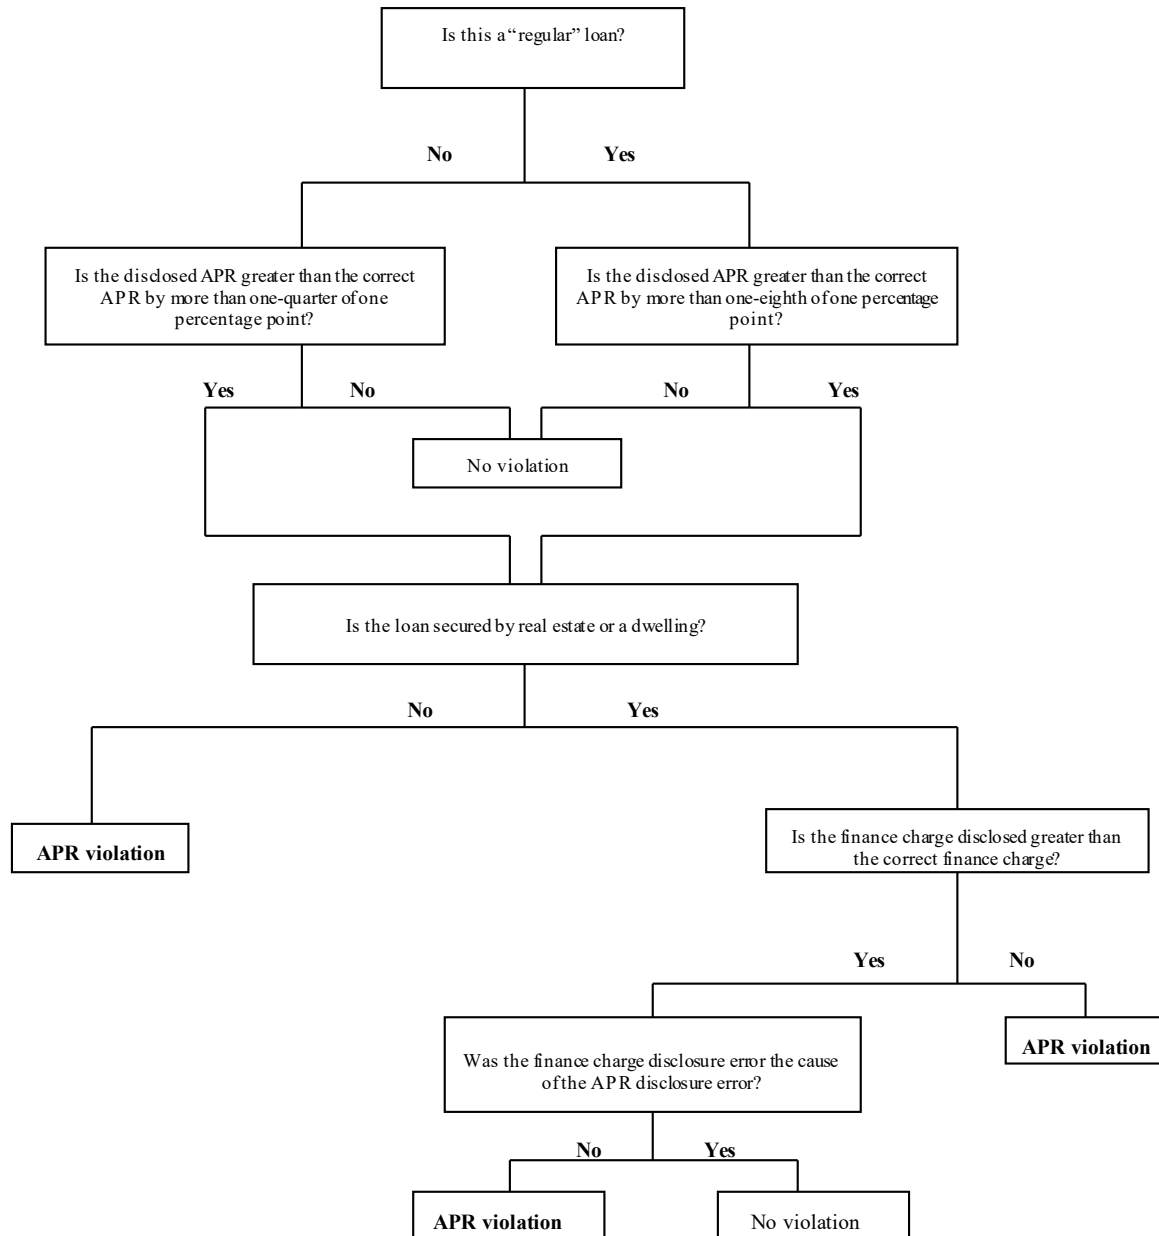 Is this a “regular” loan?
No Yes
Is the disclosed APR greater than the correct
APR by more than one-quarter of one
percentage point?
Is the disclosed APR greater than the correct
APR by more than one-eighth of one percentage
point?
Yes No No Yes
No violation
Is the loan secured by real estate or a dwelling?
No Yes
APR violation
Is the finance charge disclosed greater than
the correct finance charge?
Yes No
Was the finance charge disclosure error the cause
of the APR disclosure error?
APR violation
No Yes
APR violation
No violation